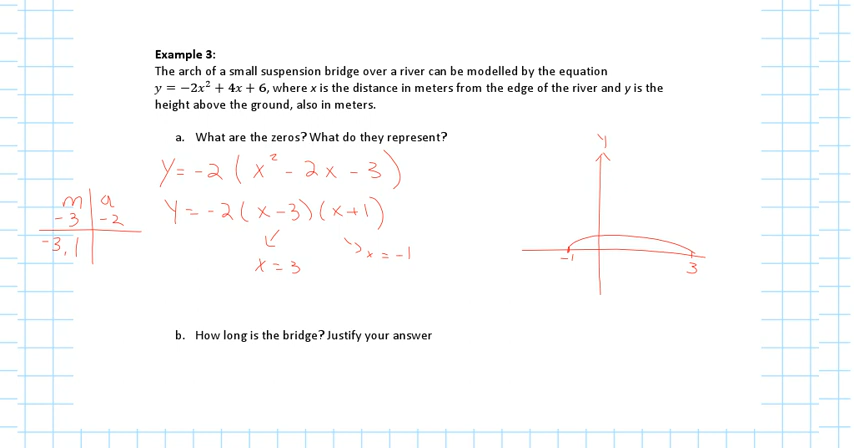 Example 3:
The arch of a small suspension bridge over a river can be modelled by the equation
y = −2x² + 4x + 6, where x is the distance in meters from the edge of the river and y is the
height above the ground, also in meters.
a. What are the zeros? What do they represent?
y = -2 ( x² - 2x - 3 )
m a
-3 -2
-3, 1
y = -2 ( x - 3 ) ( x + 1 )
x = 3
x = -1
y
-1
3
b. How long is the bridge? Justify your answer